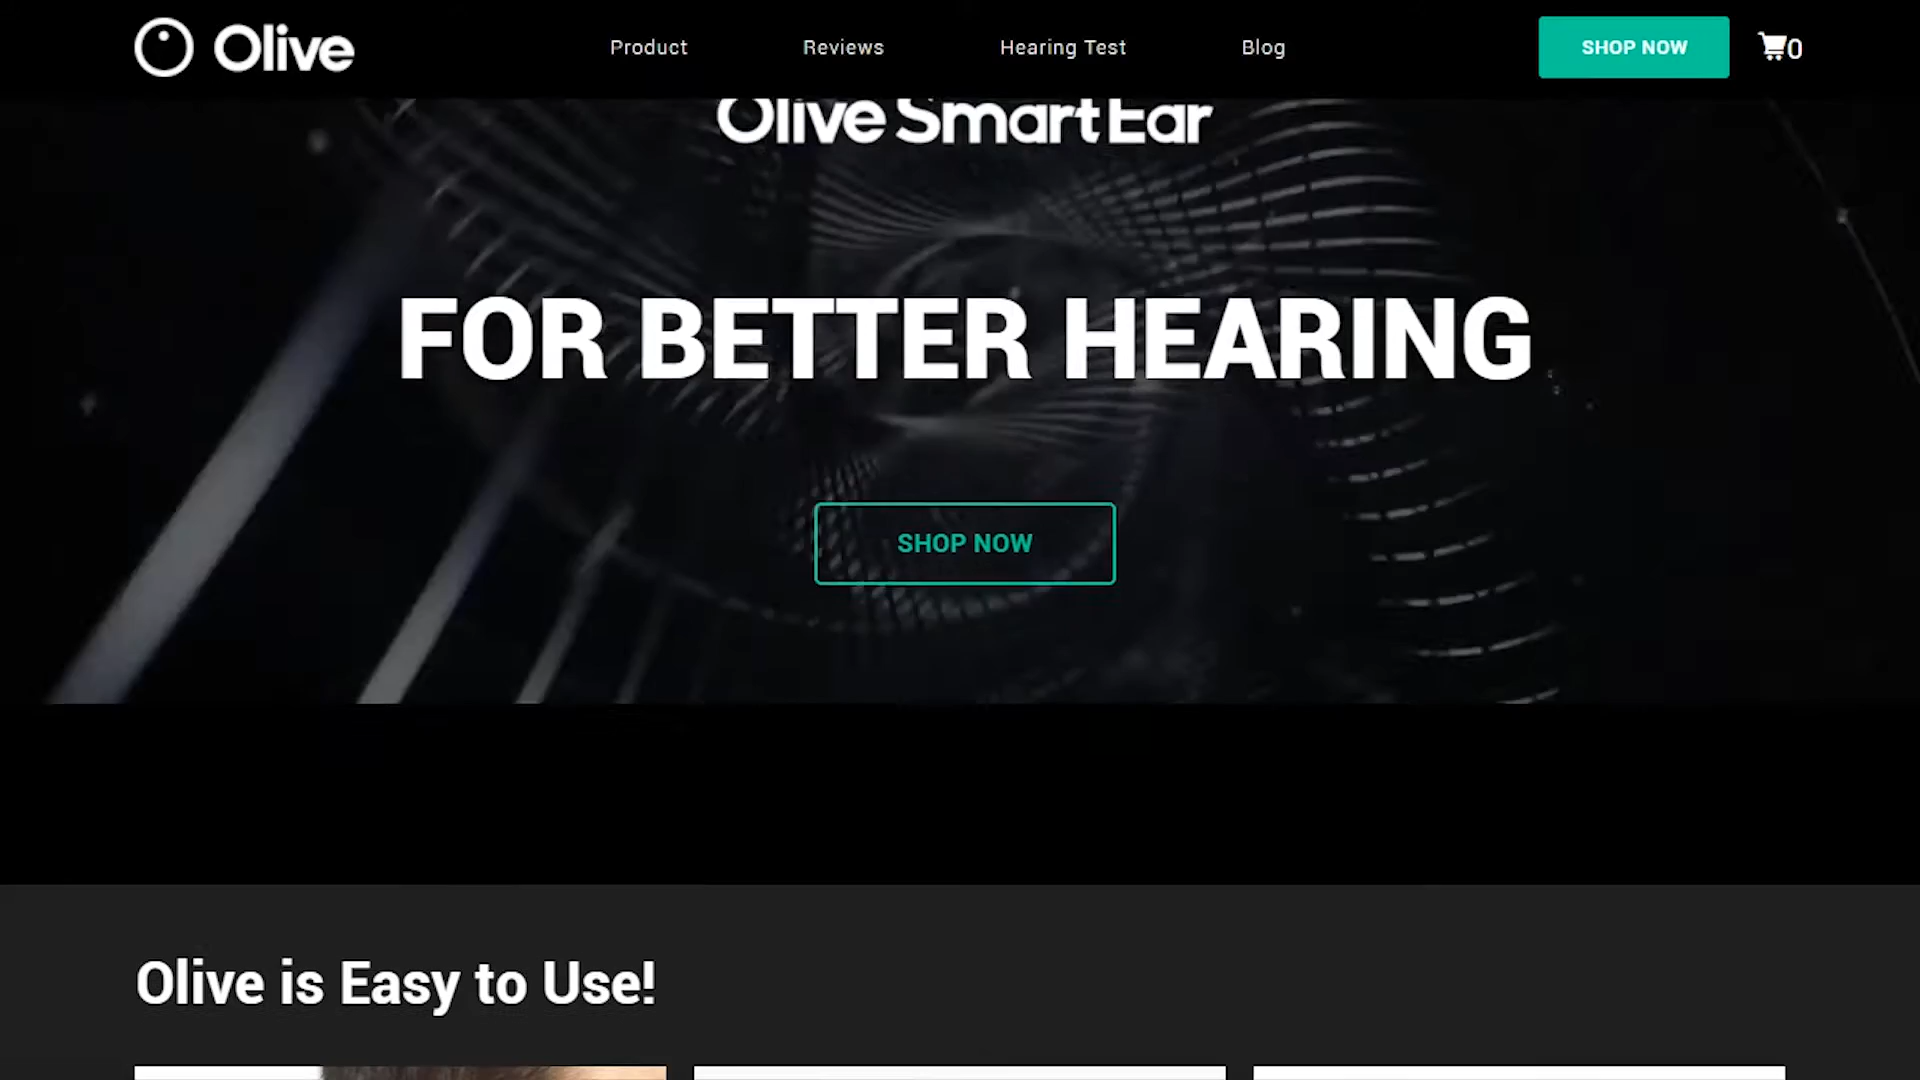 Olive
Product
Reviews
Hearing Test
Blog
SHOP NOW
0
Olive Smart Ear
FOR BETTER HEARING
SHOP NOW
Olive is Easy to Use!